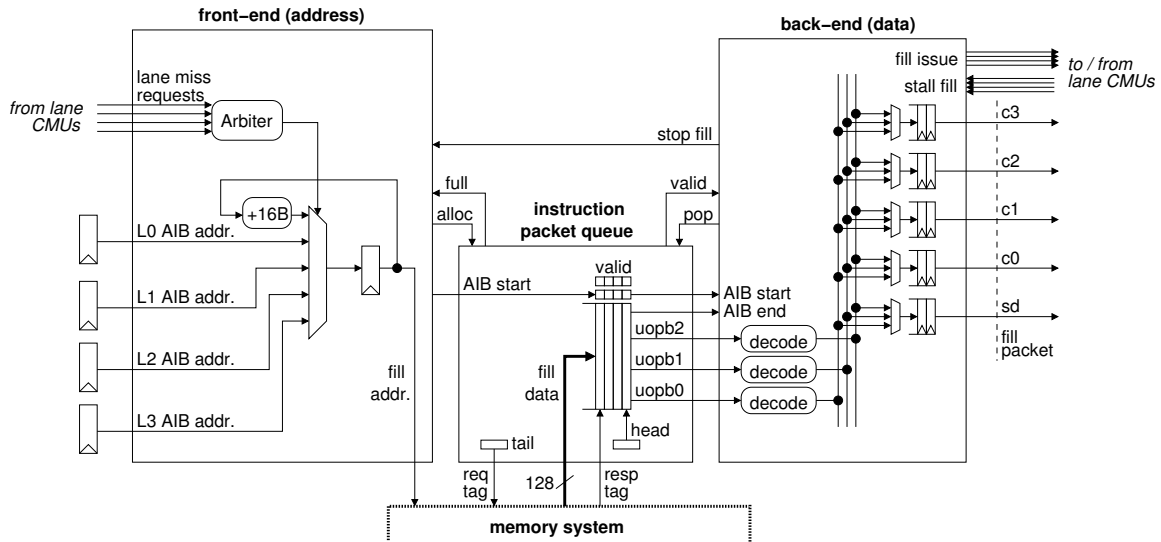 front−end (address)
back−end (data)
lane miss
requests
from lane
CMUs
Arbiter
+16B
L0 AIB addr.
L1 AIB addr.
L2 AIB addr.
L3 AIB addr.
fill
addr.
stop fill
full
alloc
valid
pop
instruction
packet queue
AIB start
valid
AIB start
AIB end
uopb2
uopb1
uopb0
fill
data
tail
head
req
tag
128
resp
tag
memory system
decode
decode
decode
fill issue
stall fill
to / from
lane CMUs
c3
c2
c1
c0
sd
fill
packet